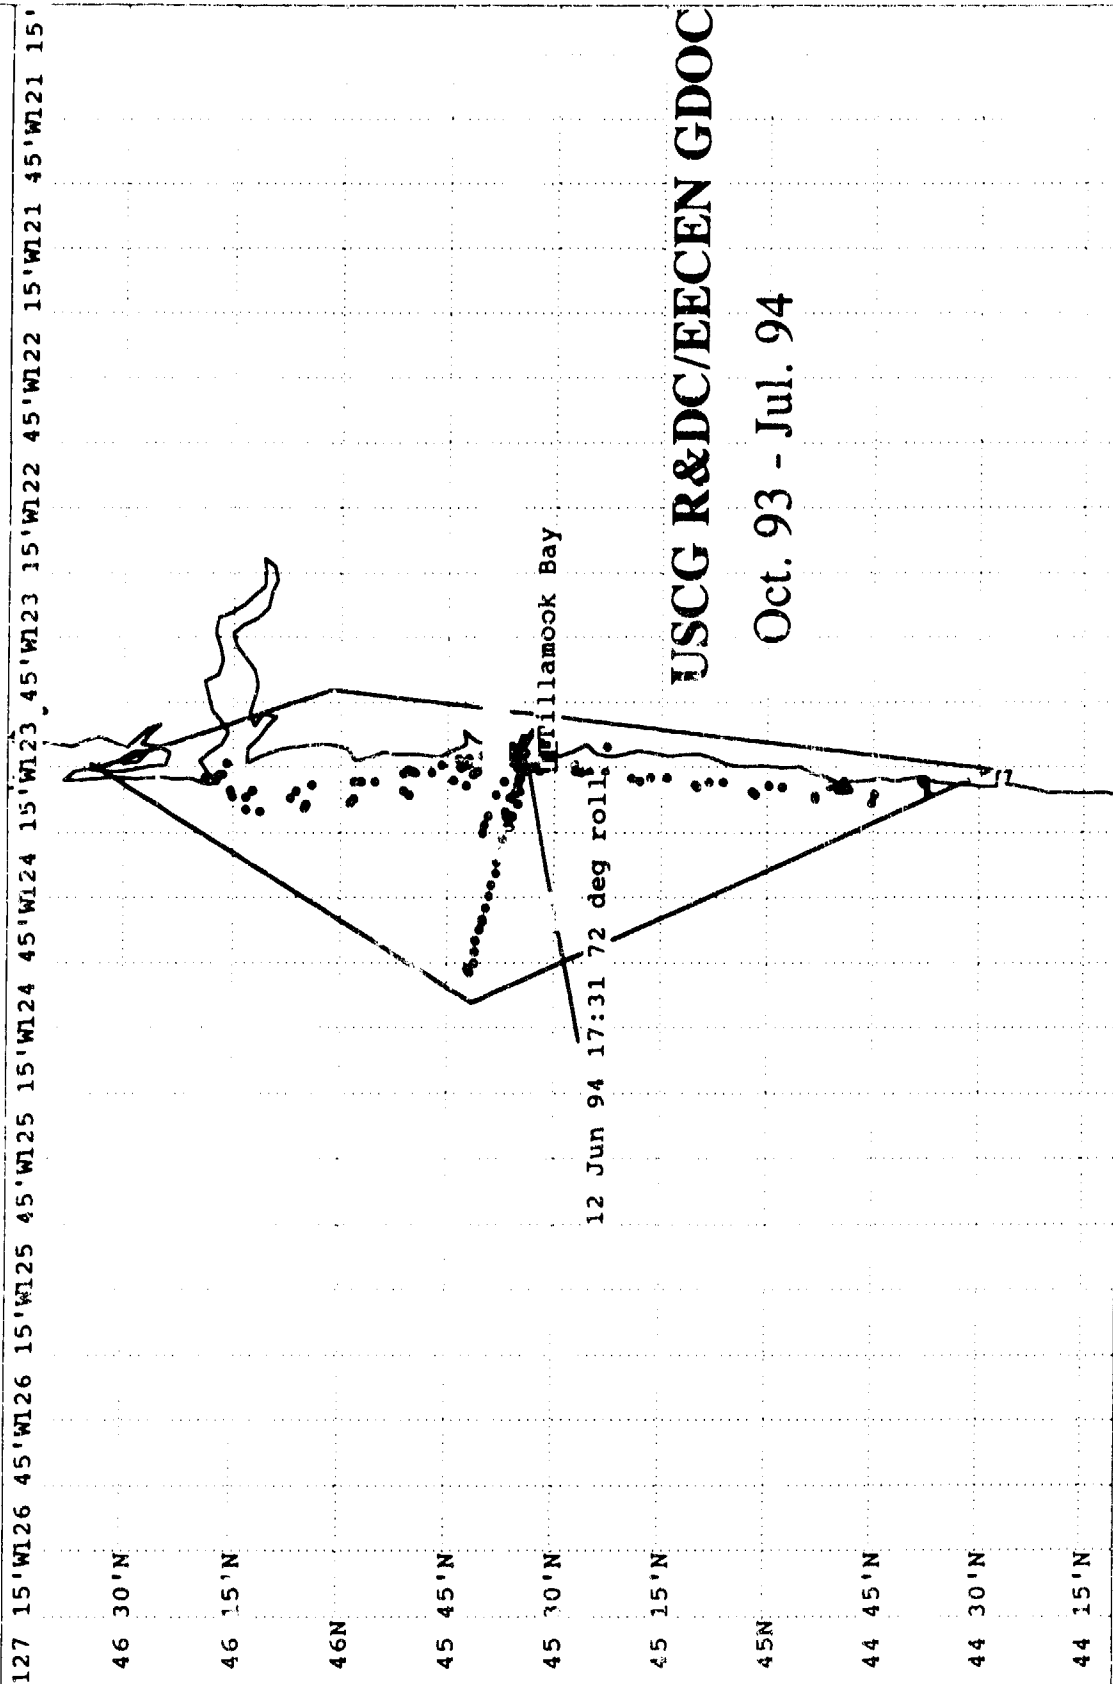 127 15'W126 45'W126 15'W125 45'W125 15'W124 45'W124 15'W123 45'W123 15'W122 45'W122 15'W121 45'W121 15'
46 30'N
46 15'N
46N
45 45'N
45 30'N
45 15'N
45N
44 45'N
44 30'N
44 15'N
Tillamook Bay
12 Jun 94 17:31 72 deg roll
USCG R&DC/EECEN GDOC
Oct. 93 - Jul. 94